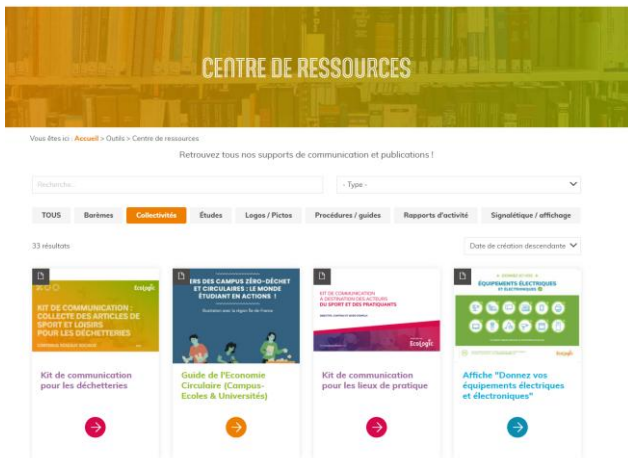 CENTRE DE RESSOURCES
Vous êtes ici : Accueil > Outils > Centre de ressources
Retrouvez tous nos supports de communication et publications !
Recherche
- Type -
TOUS Barèmes Collectivités Études Logos / Pictos Procédures / guides Rapports d'activité Signalétique / affichage
33 résultats
Date de création descendante
ecologic
KIT DE COMMUNICATION :
COLLECTE DES ARTICLES DE
SPORT ET LOISIRS
POUR LES DÉCHETTERIES
Kit de communication
pour les déchetteries
ERS DES CAMPUS ZÉRO-DÉCHET
ET CIRCULAIRES : LE MONDE
ÉTUDIANT EN ACTIONS !
Guide de l'Economie
Circulaire (Campus-
Ecoles & Universités)
KIT DE COMMUNICATION
A DESTINATION DES ACTEURS
DU SPORT ET DES PRATIQUANTS
ecologic
Kit de communication
pour les lieux de pratique
ÉQUIPEMENTS ÉLECTRIQUES
ET ÉLECTRONIQUES
ecologic
Affiche "Donnez vos
équipements électriques
et électroniques"